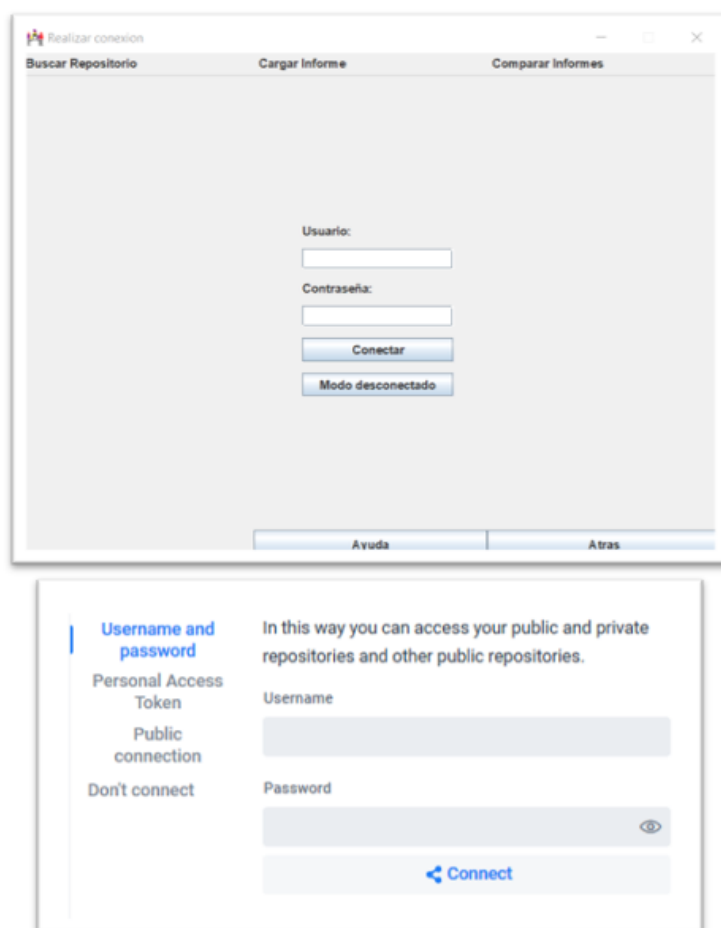 Realizar conexion
Buscar Repositorio Cargar Informe Comparar Informes
Usuario:
Contraseña:
Conectar
Modo desconectado
Ayuda Atras
Username and
password
Personal Access
Token
Public
connection
Don't connect
In this way you can access your public and private
repositories and other public repositories.
Username
Password
Connect